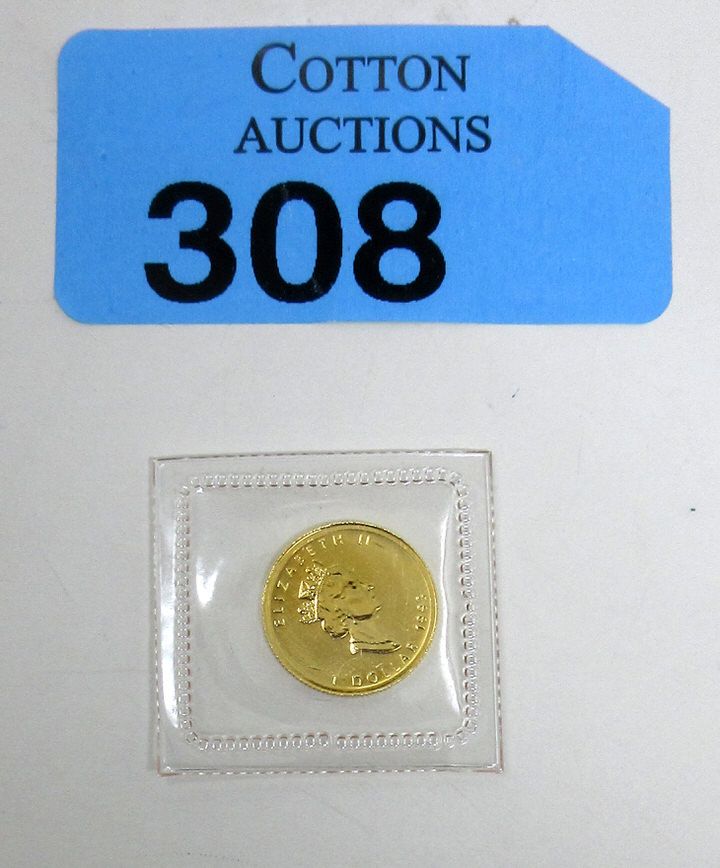 COTTON
AUCTIONS
308
ELIZABETH II
1 DOLLAR